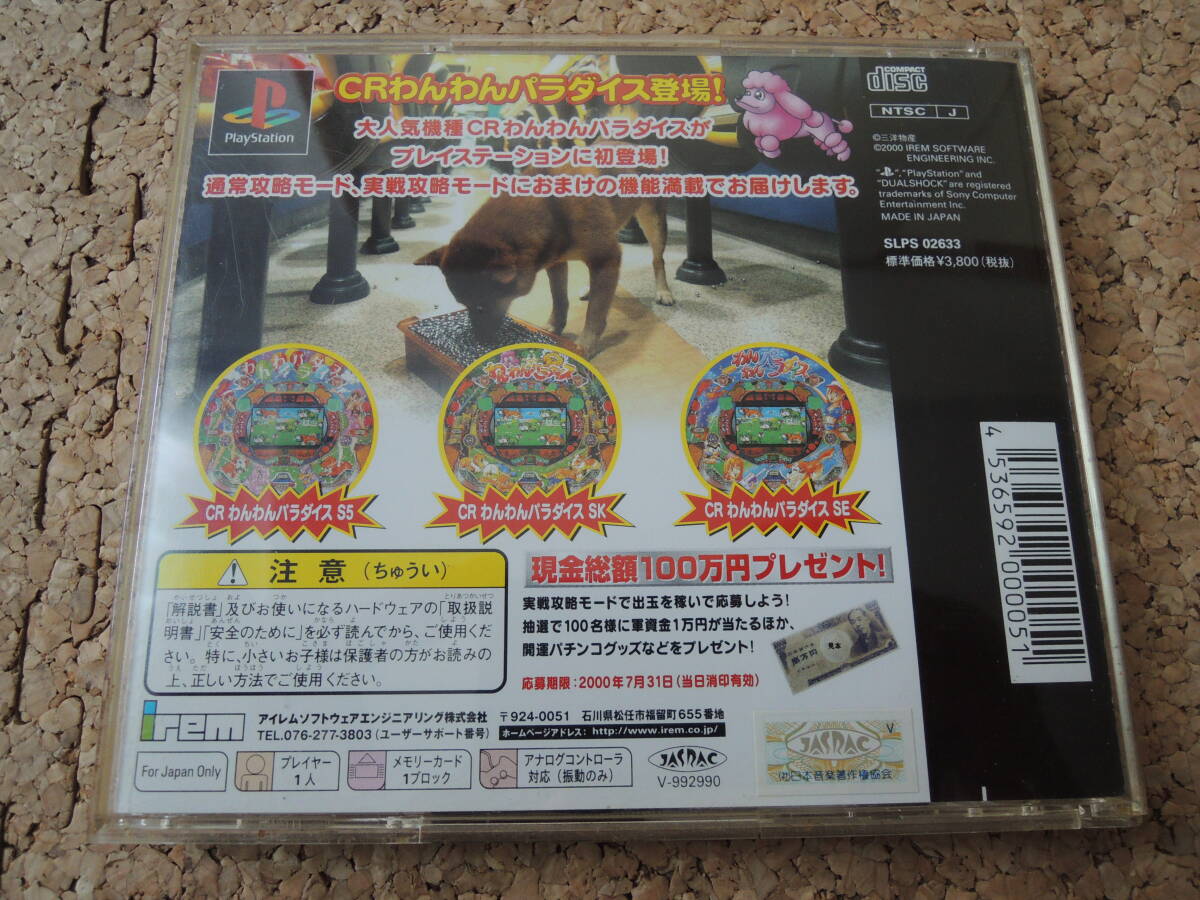 PlayStation
CRわんわんパラダイス登場!
大人気機種CRわんわんパラダイスが
プレイステーションに初登場!
通常攻略モード、実戦攻略モードにおまけの機能満載でお届けします。
COMPACT
disc
NTSC J
©三洋物産
©2000 IREM SOFTWARE
ENGINEERING INC.
"PS", "PlayStation" and
"DUALSHOCK" are registered
trademarks of Sony Computer
Entertainment Inc.
MADE IN JAPAN
SLPS 02633
標準価格¥3,800(税抜)
CRわんわんパラダイス S5
CRわんわんパラダイス SK
CRわんわんパラダイス SE
4 536592 000051
注意(ちゅうい)
「解説書」及びお使いになるハードウェアの「取扱説
明書」「安全のために」を必ず読んでから、ご使用くだ
さい。特に、小さいお子様は保護者の方がお読みの
上、正しい方法でご使用ください。
現金総額100万円プレゼント!
実戦攻略モードで出玉を稼いで応募しよう!
抽選で100名様に軍資金1万円が当たるほか、
開運パチンコグッズなどをプレゼント!
応募期限:2000年7月31日(当日消印有効)
壱万円
見本
irem
アイレムソフトウェアエンジニアリング株式会社
〒924-0051 石川県松任市福留町655番地
TEL.076-277-3803(ユーザーサポート番号)
ホームページアドレス: http://www.irem.co.jp
For Japan Only
プレイヤー
1人
メモリーカード
1ブロック
アナログコントローラ
対応(振動のみ)
JASRAC
V-992990
JASRAC
V
(社)日本音楽著作権協会